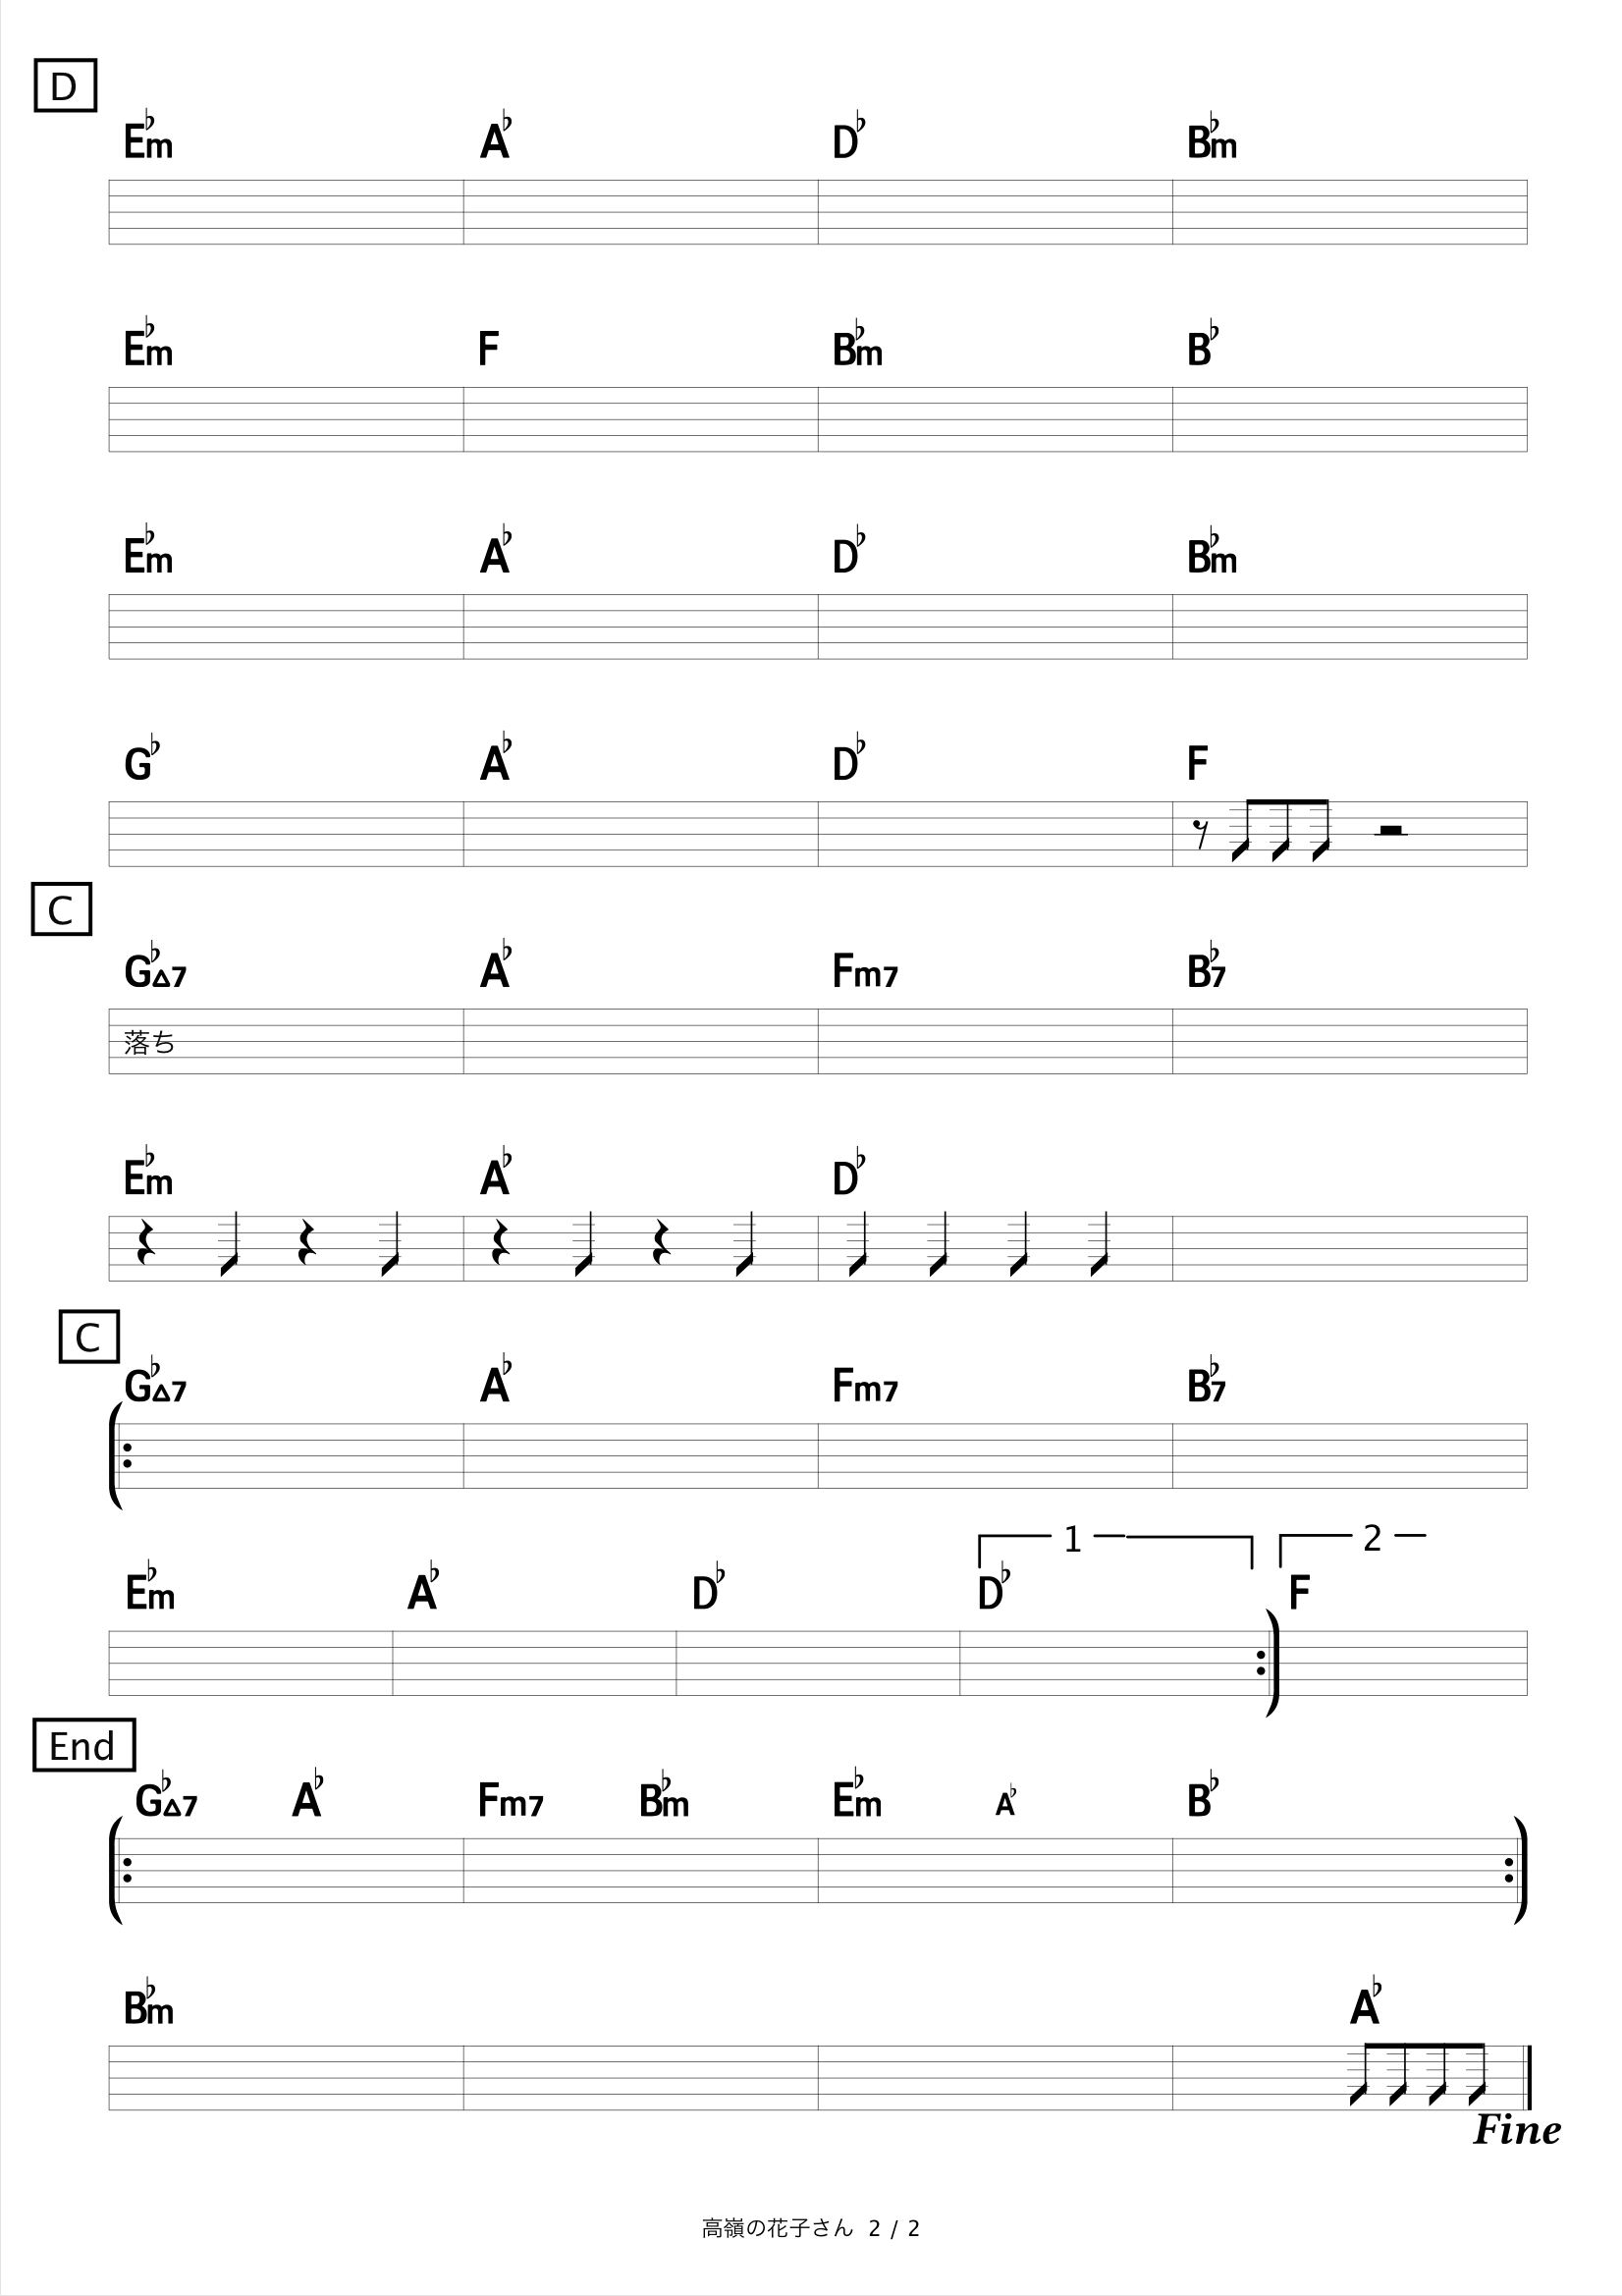 D
E♭m A♭ D♭ B♭m
E♭m F B♭m B♭
E♭m A♭ D♭ B♭m
G♭ A♭ D♭ F
C
G♭△7 A♭ Fm7 B♭7
落ち
E♭m A♭ D♭
C
G♭△7 A♭ Fm7 B♭7
1 2
E♭m A♭ D♭ D♭ F
End
G♭△7 A♭ Fm7 B♭m E♭m A♭ B♭
B♭m A♭
Fine
高嶺の花子さん 2 / 2